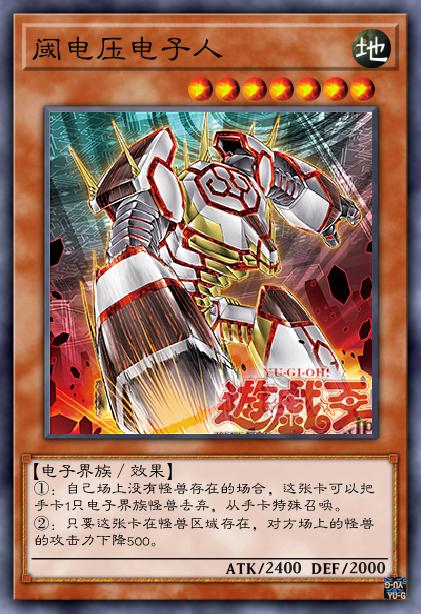 阈电压电子人
地
YU-GI-OH!
遊戯王
【电子界族／效果】
①：自己场上没有怪兽存在的场合，这张卡可以把
手卡1只电子界族怪兽丢弃，从手卡特殊召唤。
②：只要这张卡在怪兽区域存在，对方场上的怪兽
的攻击力下降500。
ATK/2400 DEF/2000